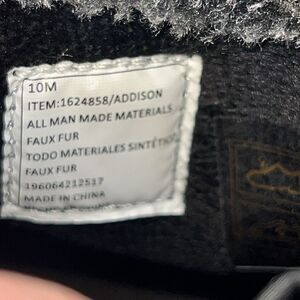 10M
ITEM:1624858/ADDISON
ALL MAN MADE MATERIALS
FAUX FUR
TODO MATERIALES SINTÉTICO
FAUX FUR
196064212517
MADE IN CHINA